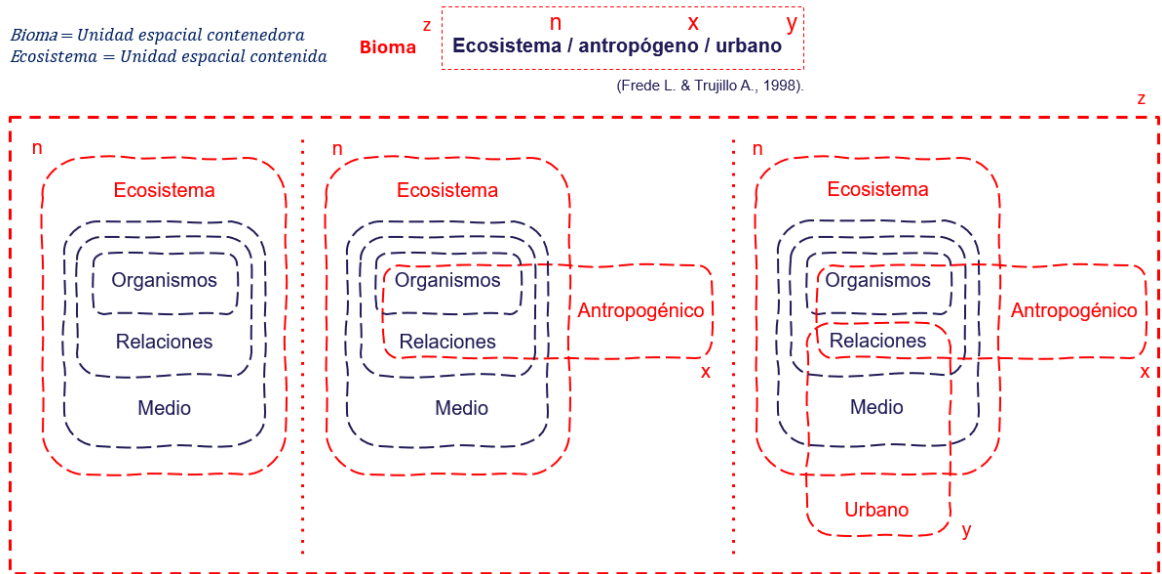 Bioma = Unidad espacial contenedora
Ecosistema = Unidad espacial contenida
Bioma z
n x y
Ecosistema / antropógeno / urbano
(Frede L. & Trujillo A., 1998).
z
n
Ecosistema
Organismos
Relaciones
Medio
n
Ecosistema
Organismos
Antropogénico
Relaciones
x
Medio
n
Ecosistema
Organismos
Antropogénico
Relaciones
x
Medio
Urbano
y